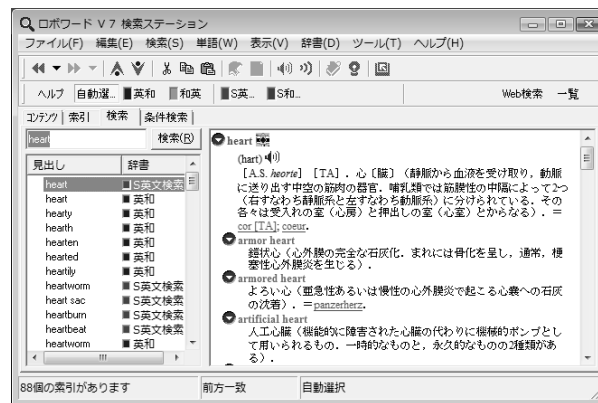 ロボワード V7 検索ステーション
ファイル(F) 編集(E) 検索(S) 単語(W) 表示(V) 辞書(D) ツール(T) ヘルプ(H)
ヘルプ 自動選... 英和 和英 S英... S和... Web検索 一覧
コンテンツ 索引 検索 条件検索
heart 検索(R)
見出し 辞書
heart S英文検索
heart 英和
hearty 英和
hearth 英和
hearten 英和
hearted 英和
heartily 英和
heartworm S英文検索
heart sac S英文検索
heartburn S英文検索
heartbeat S英文検索
heartworm 英和
heart
(hart)
[A.S. heorte] [TA]. 心〔臓〕(静脈から血液を受け取り,動脈
に送り出す中空の筋肉の器官.哺乳類では筋腹性の中隔によって2つ
(右すなわち静脈系と左すなわち動脈系)に分けられている.その
各々は受入れの室(心房)と押出しの室(心室)とからなる).=
cor [TA]; coeur.
armor heart
鎧状心(心外膜の完全な石灰化.まれには骨化を呈し,通常,梗
塞性心外膜炎を生じる).
armored heart
よろい心(亜急性あるいは慢性の心外膜炎で起こる心嚢への石灰
の沈着).=panzerherz.
artificial heart
人工心臓(機能的に障害された心臓の代わりに機械的ポンプとし
て用いられるもの.一時的なものと,永久的なものの2種類があ
る).
88個の索引があります 前方一致 自動選択